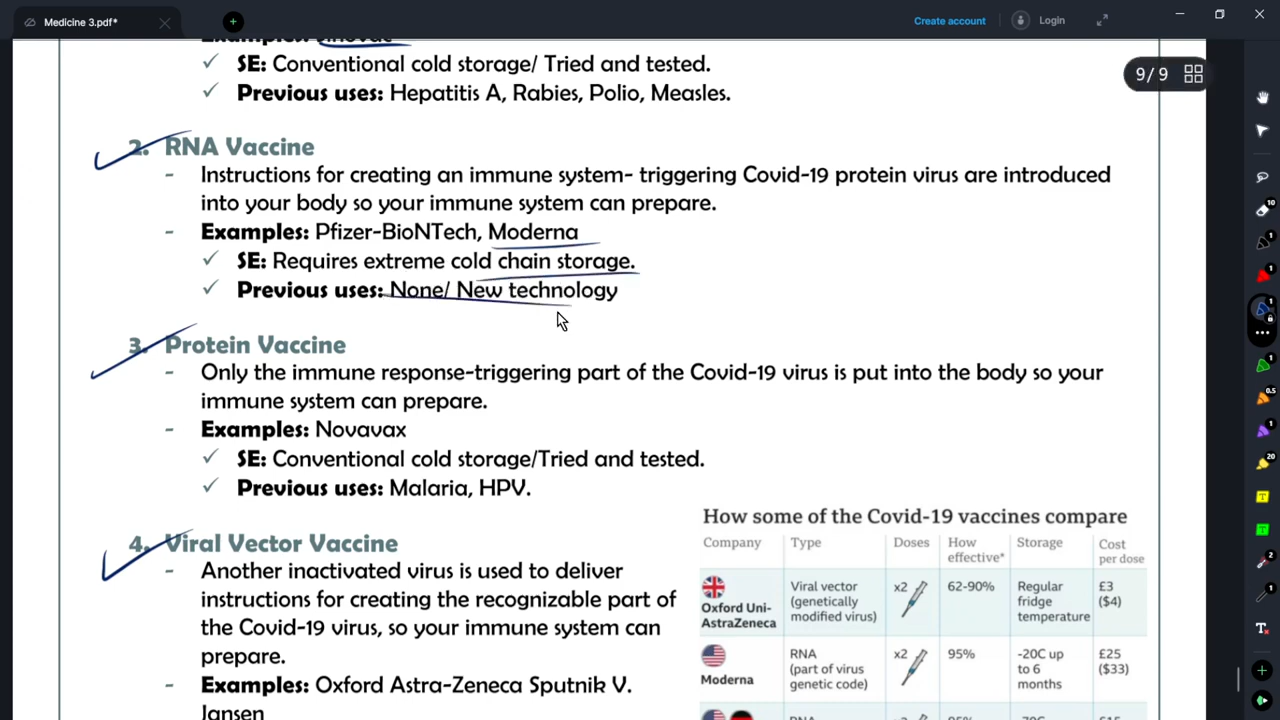 Medicine 3.pdf*
Create account
Login
9/9
Examples: Sinovac
SE: Conventional cold storage/ Tried and tested.
Previous uses: Hepatitis A, Rabies, Polio, Measles.
2. RNA Vaccine
- Instructions for creating an immune system- triggering Covid-19 protein virus are introduced
into your body so your immune system can prepare.
- Examples: Pfizer-BioNTech, Moderna
SE: Requires extreme cold chain storage.
Previous uses: None/ New technology
3. Protein Vaccine
- Only the immune response-triggering part of the Covid-19 virus is put into the body so your
immune system can prepare.
- Examples: Novavax
SE: Conventional cold storage/Tried and tested.
Previous uses: Malaria, HPV.
4. Viral Vector Vaccine
- Another inactivated virus is used to deliver
instructions for creating the recognizable part of
the Covid-19 virus, so your immune system can
prepare.
- Examples: Oxford Astra-Zeneca Sputnik V.
Jansen
How some of the Covid-19 vaccines compare
Company Type Doses How effective* Storage Cost per dose
Oxford Uni-AstraZeneca Viral vector (genetically modified virus) x2 62-90% Regular fridge temperature £3 ($4)
Moderna RNA (part of virus genetic code) x2 95% -20C up to 6 months £25 ($33)